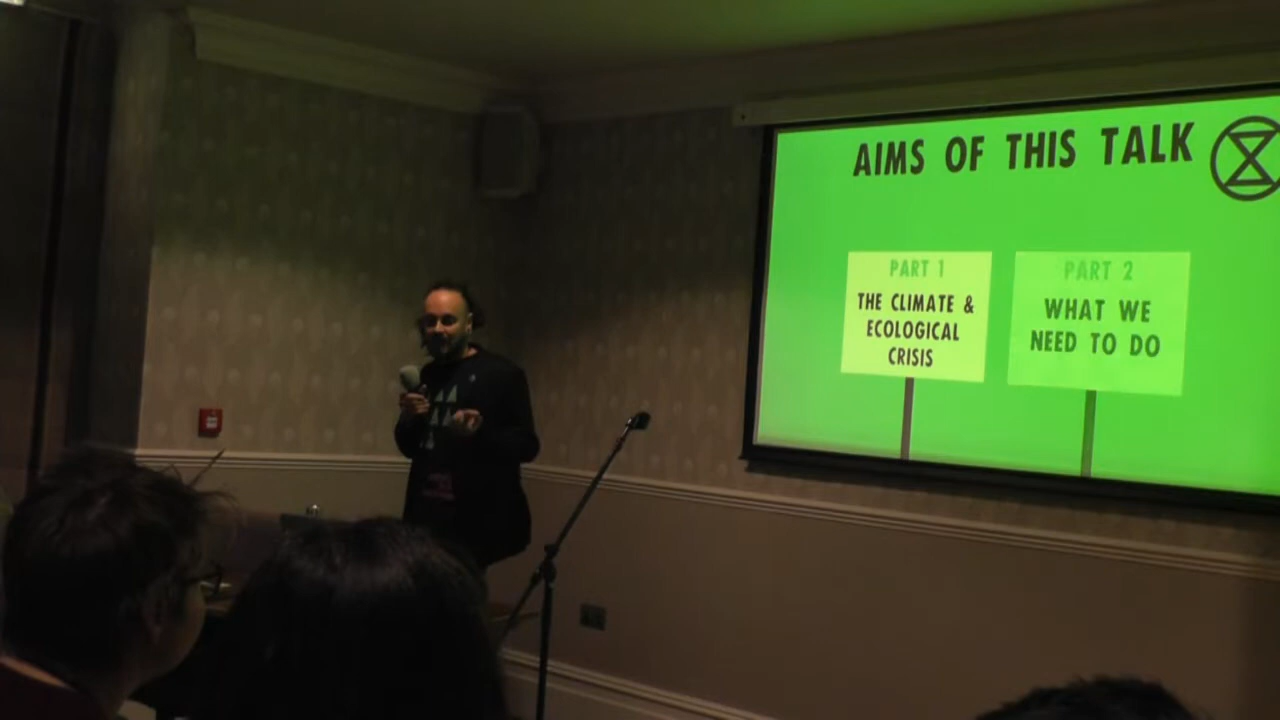 AIMS OF THIS TALK
PART 1
THE CLIMATE &
ECOLOGICAL
CRISIS
PART 2
WHAT WE
NEED TO DO